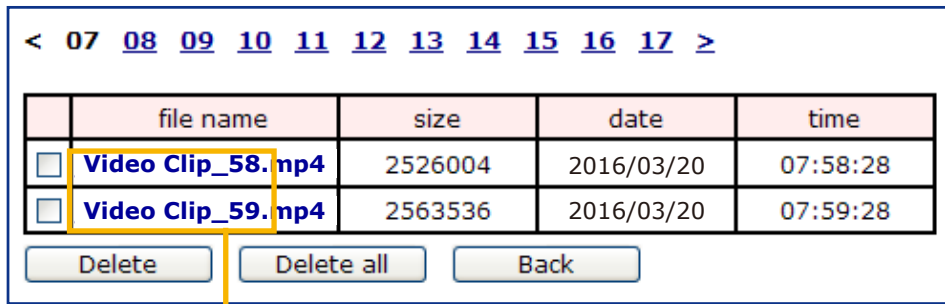 < 07 08 09 10 11 12 13 14 15 16 17 >
file name size date time
Video Clip_58.mp4 2526004 2016/03/20 07:58:28
Video Clip_59.mp4 2563536 2016/03/20 07:59:28
Delete Delete all Back